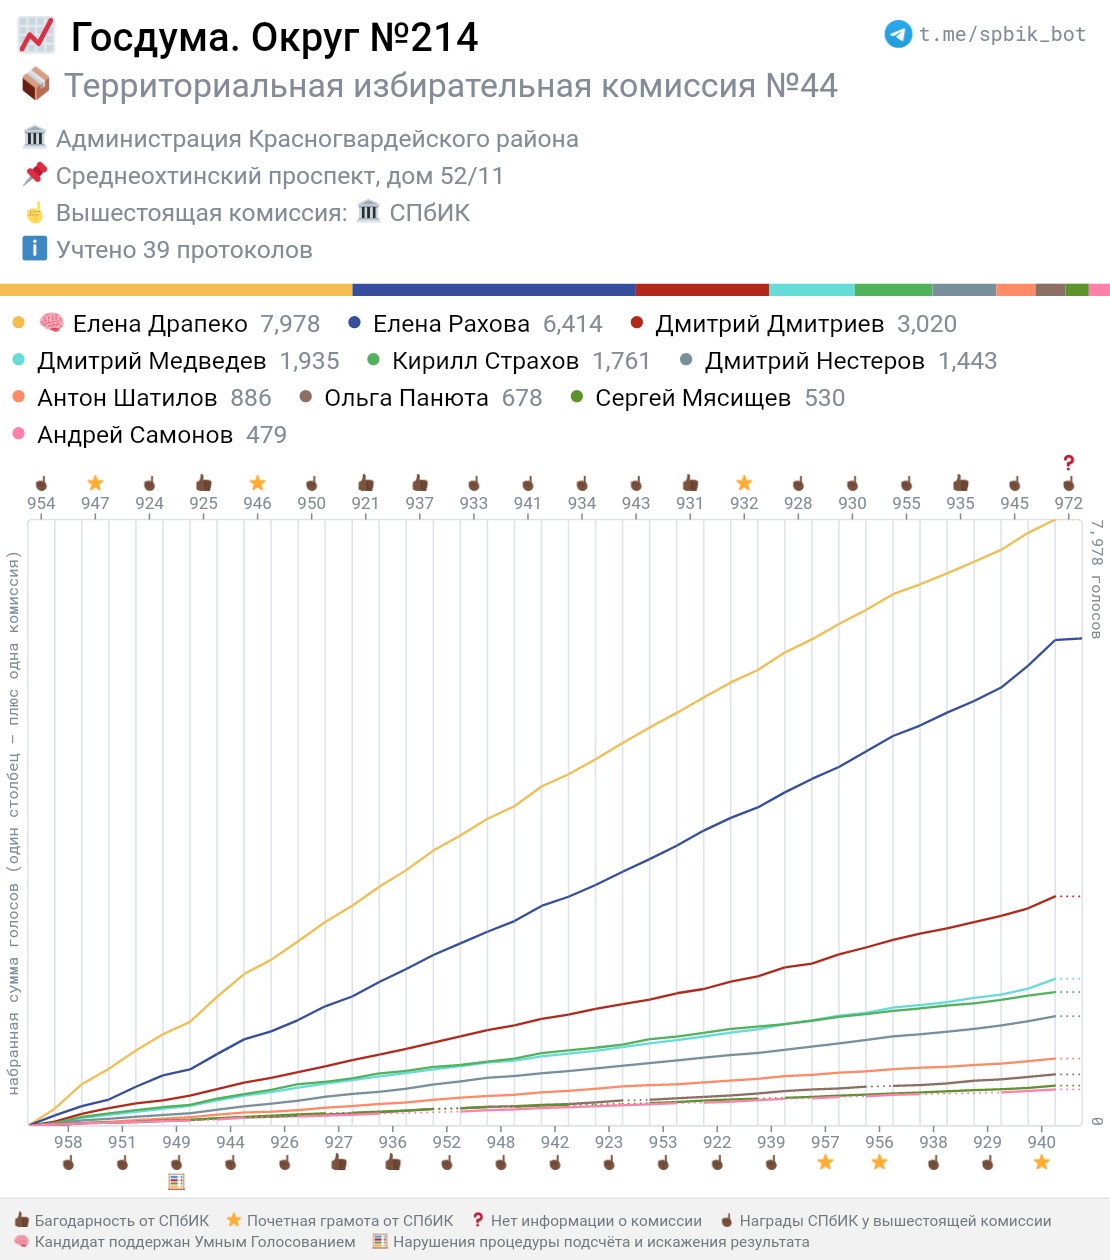 Госдума. Округ №214
t.me/spbik_bot
Территориальная избирательная комиссия №44
Администрация Красногвардейского района
Среднеохтинский проспект, дом 52/11
Вышестоящая комиссия: СПбИК
Учтено 39 протоколов
Елена Драпеко 7,978 Елена Рахова 6,414 Дмитрий Дмитриев 3,020
Дмитрий Медведев 1,935 Кирилл Страхов 1,761 Дмитрий Нестеров 1,443
Антон Шатилов 886 Ольга Панюта 678 Сергей Мясищев 530
Андрей Самонов 479
954 947 924 925 946 950 921 937 933 941 934 943 931 932 928 930 955 935 945 972
набранная сумма голосов (один столбец — плюс одна комиссия)
7,978 голосов
0
958 951 949 944 926 927 936 952 948 942 923 953 922 939 957 956 938 929 940
Багодарность от СПбИК Почетная грамота от СПбИК Нет информации о комиссии Награды СПбИК у вышестоящей комиссии
Кандидат поддержан Умным Голосованием Нарушения процедуры подсчёта и искажения результата